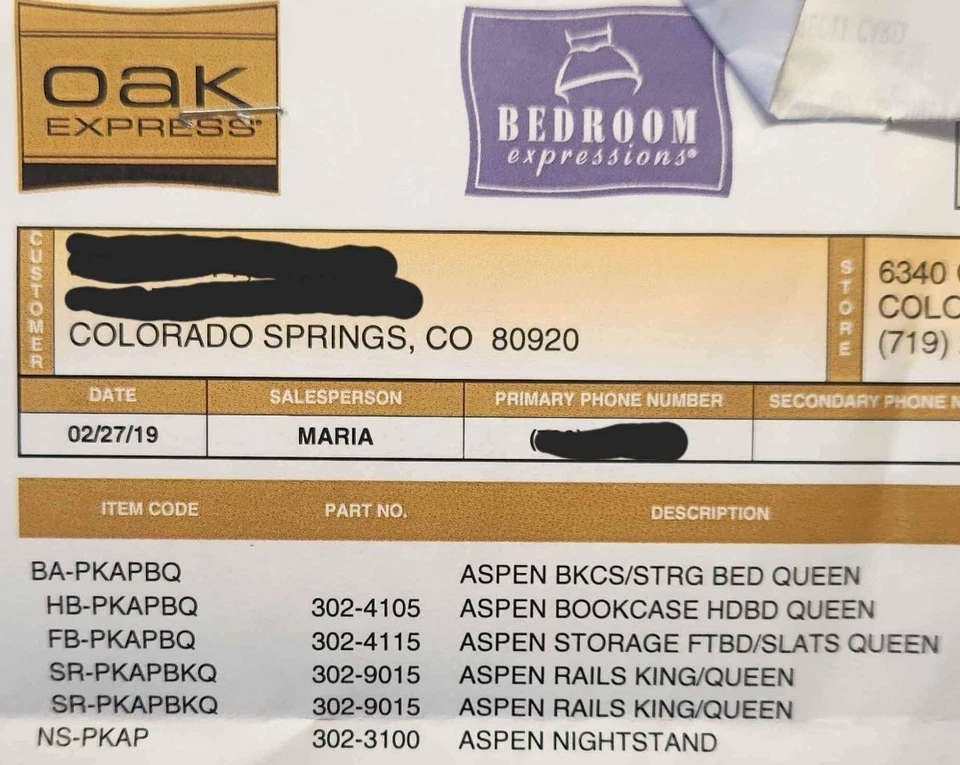 oak
EXPRESS
BEDROOM
expressions®
CUSTOMER
COLORADO SPRINGS, CO 80920
STORE
6340
COLO
(719)
DATE SALESPERSON PRIMARY PHONE NUMBER SECONDARY PHONE N
02/27/19 MARIA
ITEM CODE PART NO. DESCRIPTION
BA-PKAPBQ ASPEN BKCS/STRG BED QUEEN
HB-PKAPBQ 302-4105 ASPEN BOOKCASE HDBD QUEEN
FB-PKAPBQ 302-4115 ASPEN STORAGE FTBD/SLATS QUEEN
SR-PKAPBKQ 302-9015 ASPEN RAILS KING/QUEEN
SR-PKAPBKQ 302-9015 ASPEN RAILS KING/QUEEN
NS-PKAP 302-3100 ASPEN NIGHTSTAND